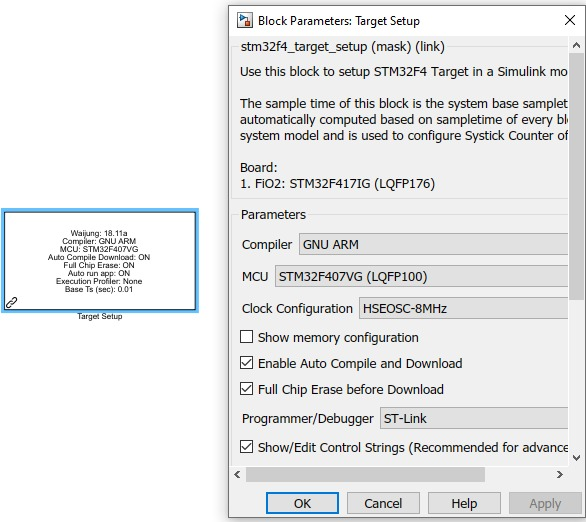 Waijung: 18.11a
Compiler: GNU ARM
MCU: STM32F407VG
Auto Compile Download: ON
Full Chip Erase: ON
Auto run app: ON
Execution Profiler: None
Base Ts (sec): 0.01
Target Setup
Block Parameters: Target Setup
stm32f4_target_setup (mask) (link)
Use this block to setup STM32F4 Target in a Simulink mo
The sample time of this block is the system base samplet
automatically computed based on sampletime of every blo
system model and is used to configure Systick Counter of
Board:
1. FiO2: STM32F417IG (LQFP176)
Parameters
Compiler GNU ARM
MCU STM32F407VG (LQFP100)
Clock Configuration HSEOSC-8MHz
Show memory configuration
Enable Auto Compile and Download
Full Chip Erase before Download
Programmer/Debugger ST-Link
Show/Edit Control Strings (Recommended for advance
OK Cancel Help Apply